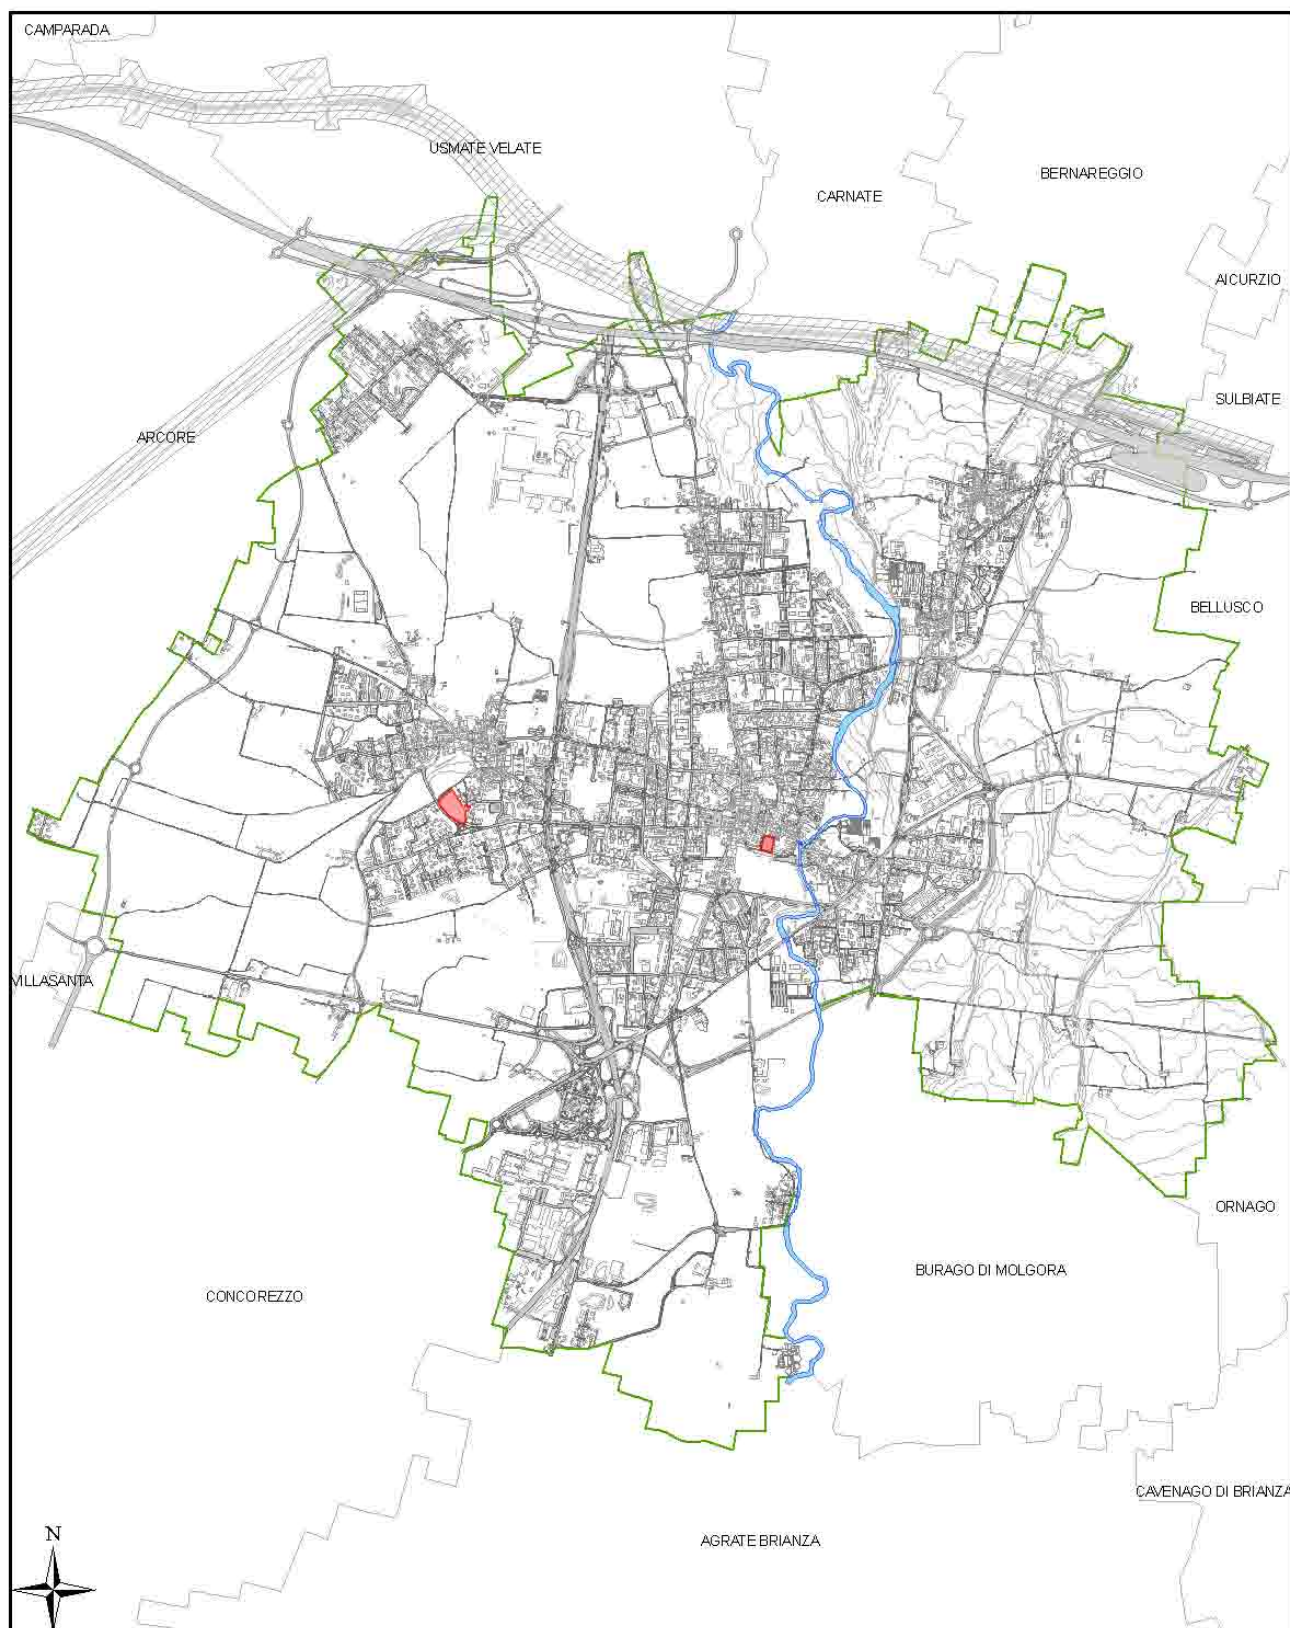 CAMPARADA
USMATE VELATE
CARNATE
BERNAREGGIO
AICURZIO
SULBIATE
ARCORE
BELLUSCO
VILLASANTA
ORNAGO
BURAGO DI MOLGORA
CONCOREZZO
CAVENAGO DI BRIANZA
N
AGRATE BRIANZA